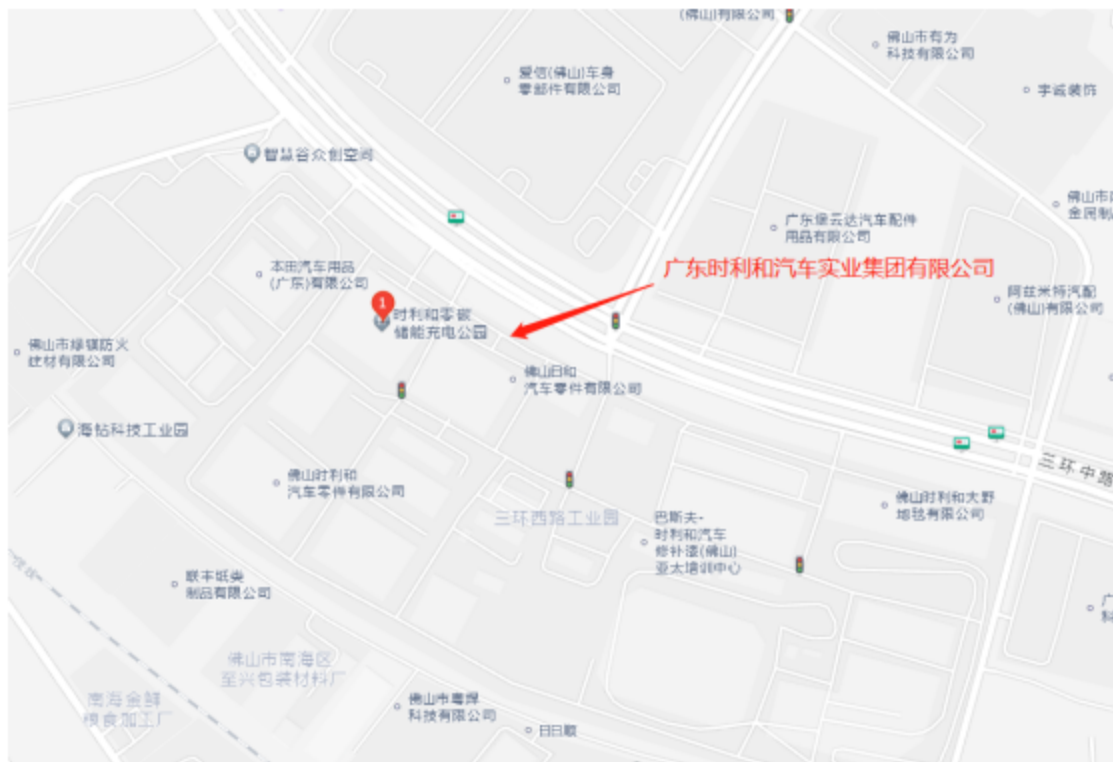 (佛山)有限公司
佛山市有为
科技有限公司
爱信(佛山)车身
零部件有限公司
宇诚装饰
智慧谷众创空间
佛山市
金属制品
广东堡云达汽车配件
用品有限公司
本田汽车用品
(广东)有限公司
广东时利和汽车实业集团有限公司
阿兹米特汽配
(佛山)有限公司
1
时利和零碳
储能充电公园
佛山市绿镇防火
建材有限公司
佛山日和
汽车零件有限公司
海帖科技工业园
三环中路
佛山时利和
汽车零件有限公司
佛山时利和大野
地毯有限公司
三环西路工业园
巴斯夫-
时利和汽车
修补漆(佛山)
亚太培训中心
联丰纸类
制品有限公司
广
科
佛山市南海区
至兴包装材料厂
南海金鲜
粮食加工厂
佛山市粤焊
科技有限公司
日日顺